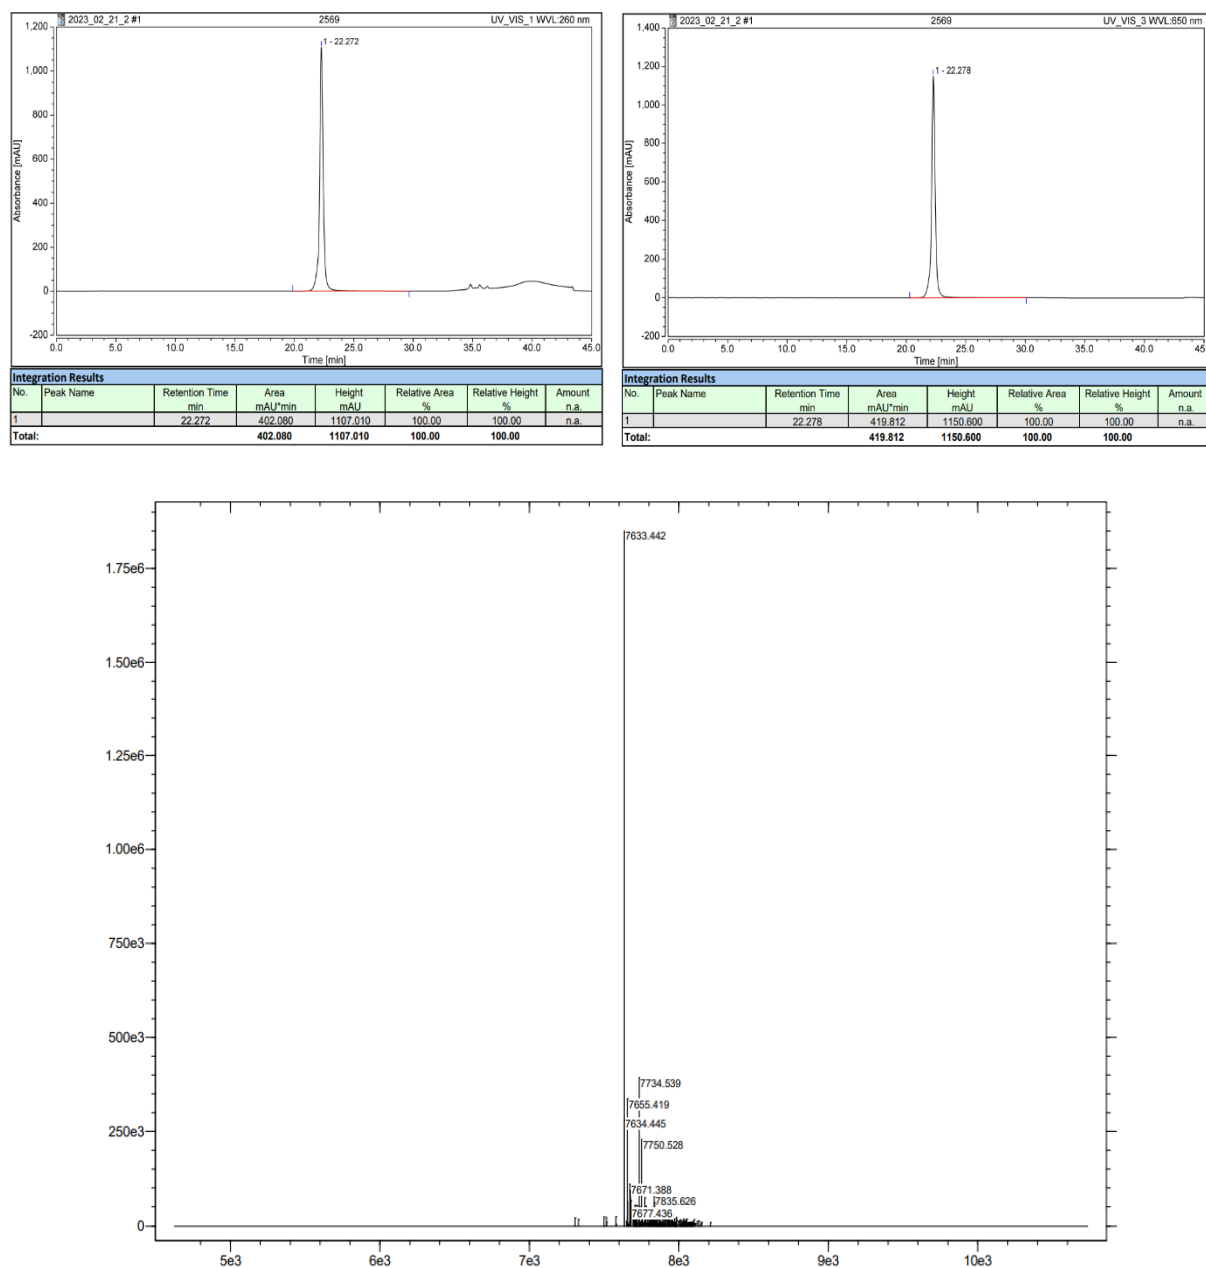 2023_02_21_2 #1 2569 UV_VIS_1 WVL:260 nm
1,200
1,000
800
600
400
200
0
-200
Absorbance [mAU]
1 - 22.272
0.0 5.0 10.0 15.0 20.0 25.0 30.0 35.0 40.0 45.0
Time [min]
Integration Results
No. Peak Name Retention Time Area Height Relative Area Relative Height Amount
min mAU*min mAU % % n.a.
1 22.272 402.080 1107.010 100.00 100.00 n.a.
Total: 402.080 1107.010 100.00 100.00
2023_02_21_2 #1 2569 UV_VIS_3 WVL:650 nm
1,400
1,200
1,000
800
600
400
200
0
-200
Absorbance [mAU]
1 - 22.278
0.0 5.0 10.0 15.0 20.0 25.0 30.0 35.0 40.0 45
Time [min]
Integration Results
No. Peak Name Retention Time Area Height Relative Area Relative Height Amount
min mAU*min mAU % % n.a.
1 22.278 419.812 1150.600 100.00 100.00 n.a.
Total: 419.812 1150.600 100.00 100.00
7633.442
1.75e6
1.50e6
1.25e6
1.00e6
750e3
500e3
7734.539
7655.419
7634.445
250e3
7750.528
7671.388
7835.626
7677.436
0
5e3 6e3 7e3 8e3 9e3 10e3